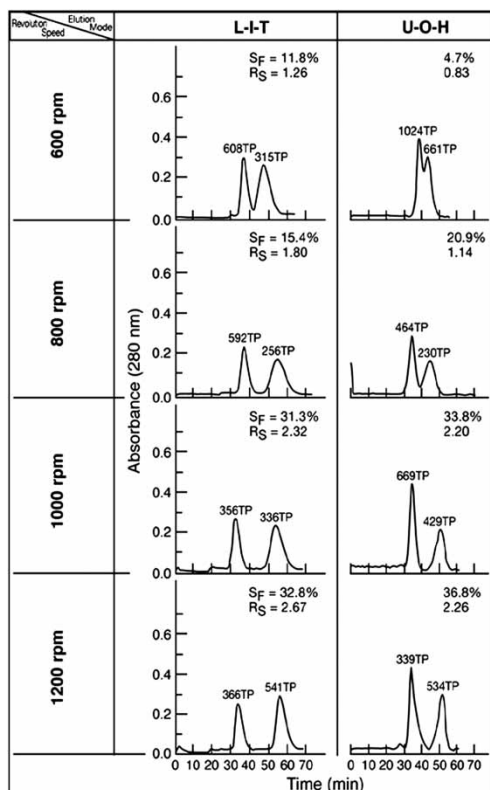 Revolution Speed Elution Mode
L-I-T
U-O-H
600 rpm
SF = 11.8%
RS = 1.26
608TP
315TP
4.7%
0.83
1024TP
661TP
0.6
0.4
0.2
0.0
800 rpm
SF = 15.4%
RS = 1.80
592TP
256TP
20.9%
1.14
464TP
230TP
0.6
0.4
0.2
0.0
Absorbance (280 nm)
1000 rpm
SF = 31.3%
RS = 2.32
356TP
336TP
33.8%
2.20
669TP
429TP
0.6
0.4
0.2
0.0
1200 rpm
SF = 32.8%
RS = 2.67
366TP
541TP
36.8%
2.26
339TP
534TP
0.6
0.4
0.2
0.0
0 10 20 30 40 50 60 70
0 10 20 30 40 50 60 70
Time (min)